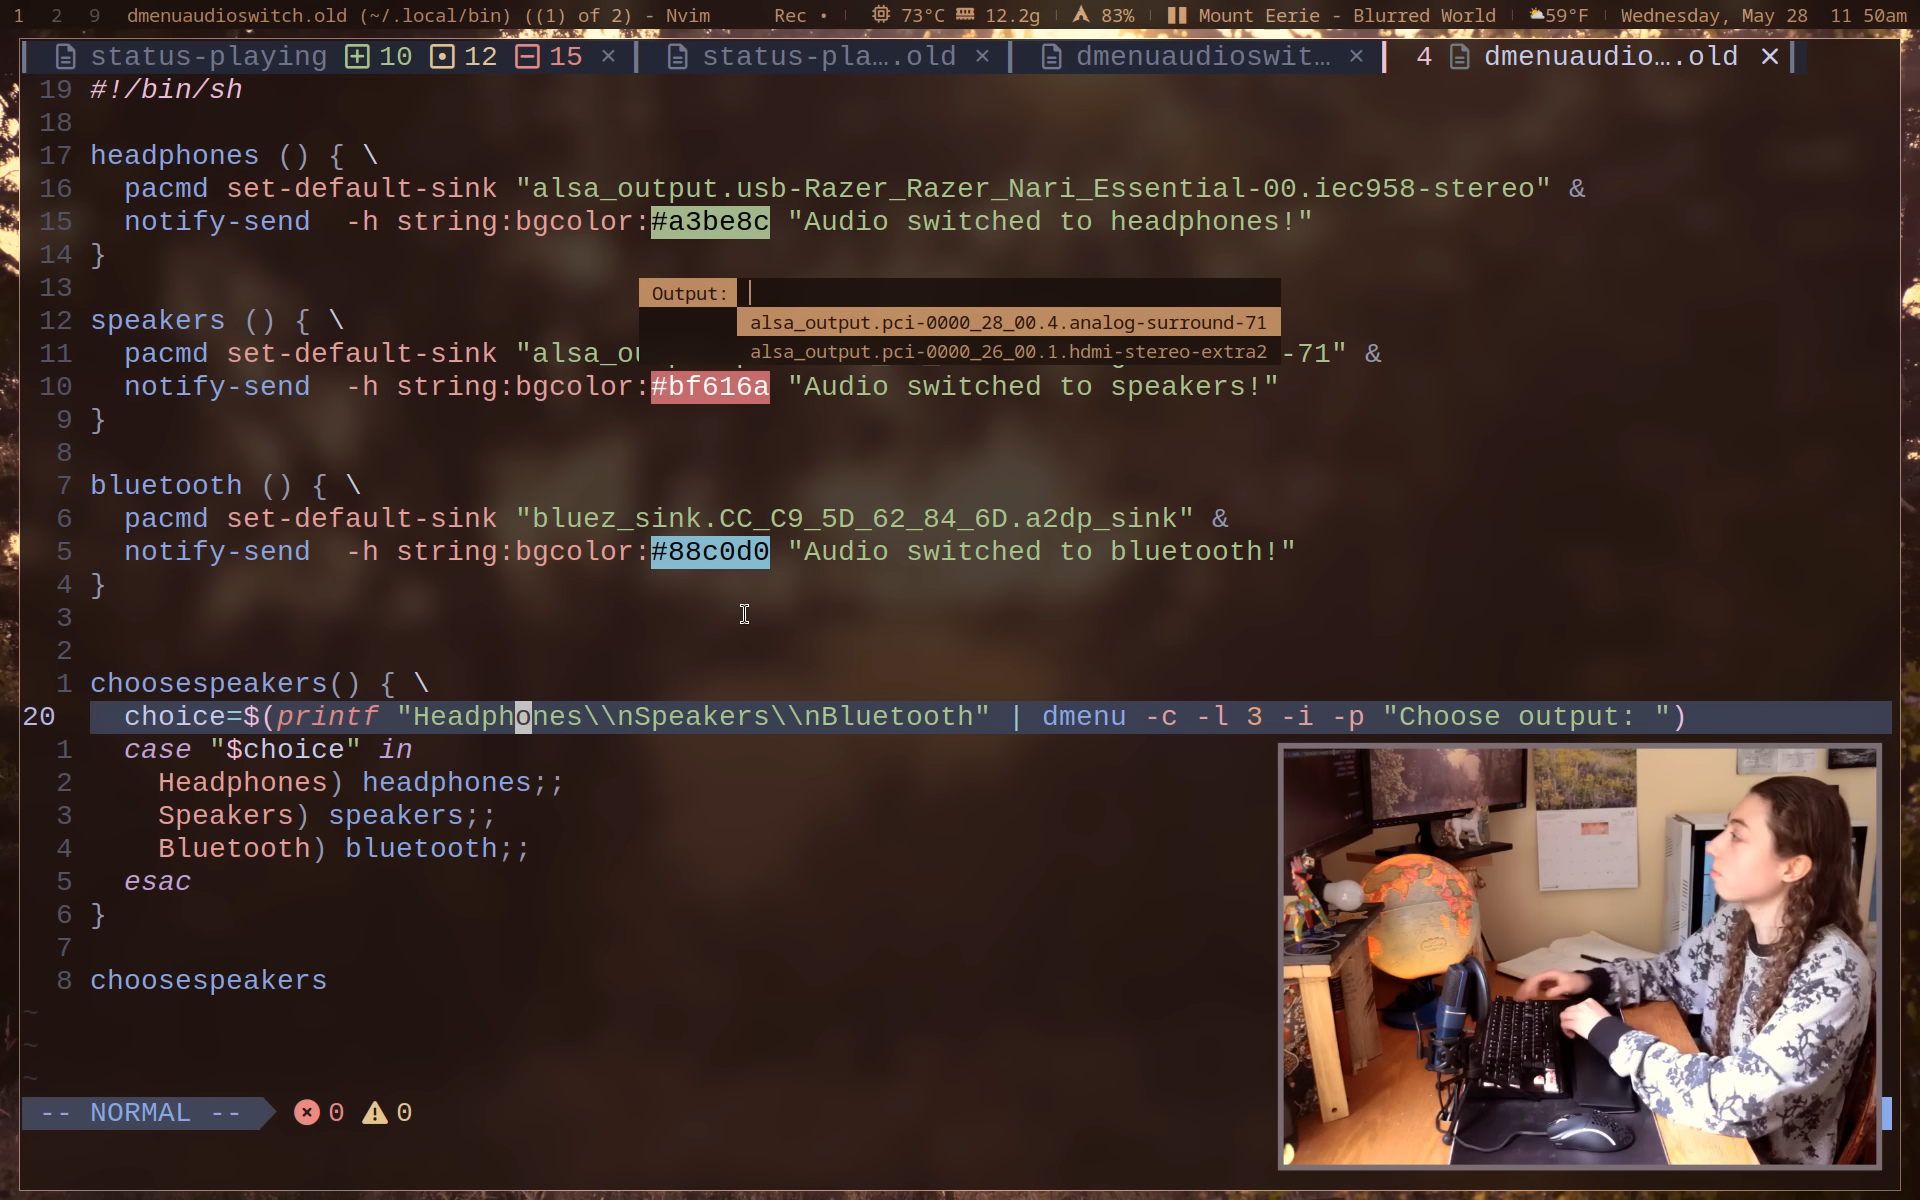 1 2 9 dmenuaudioswitch.old (~/.local/bin) ((1) of 2) - Nvim Rec • 73°C 12.2g 83% Mount Eerie - Blurred World 59°F Wednesday, May 28 11 50am
status-playing 10 12 15 × status-pla….old × dmenuaudioswit… × 4 dmenuaudio….old ×
19 #!/bin/sh
18
17 headphones () { \
16 pacmd set-default-sink "alsa_output.usb-Razer_Razer_Nari_Essential-00.iec958-stereo" &
15 notify-send  -h string:bgcolor:#a3be8c "Audio switched to headphones!"
14 }
13
Output:
12 speakers () { \
alsa_output.pci-0000_28_00.4.analog-surround-71
11 pacmd set-default-sink "alsa_ou -71" &
alsa_output.pci-0000_26_00.1.hdmi-stereo-extra2
10 notify-send  -h string:bgcolor:#bf616a "Audio switched to speakers!"
9 }
8
7 bluetooth () { \
6 pacmd set-default-sink "bluez_sink.CC_C9_5D_62_84_6D.a2dp_sink" &
5 notify-send  -h string:bgcolor:#88c0d0 "Audio switched to bluetooth!"
4 }
3
2
1 choosespeakers() { \
20 choice=$(printf "Headphones\\nSpeakers\\nBluetooth" | dmenu -c -l 3 -i -p "Choose output: ")
1 case "$choice" in
2 Headphones) headphones;;
3 Speakers) speakers;;
4 Bluetooth) bluetooth;;
5 esac
6 }
7
8 choosespeakers
~
~
~
-- NORMAL -- 0 0